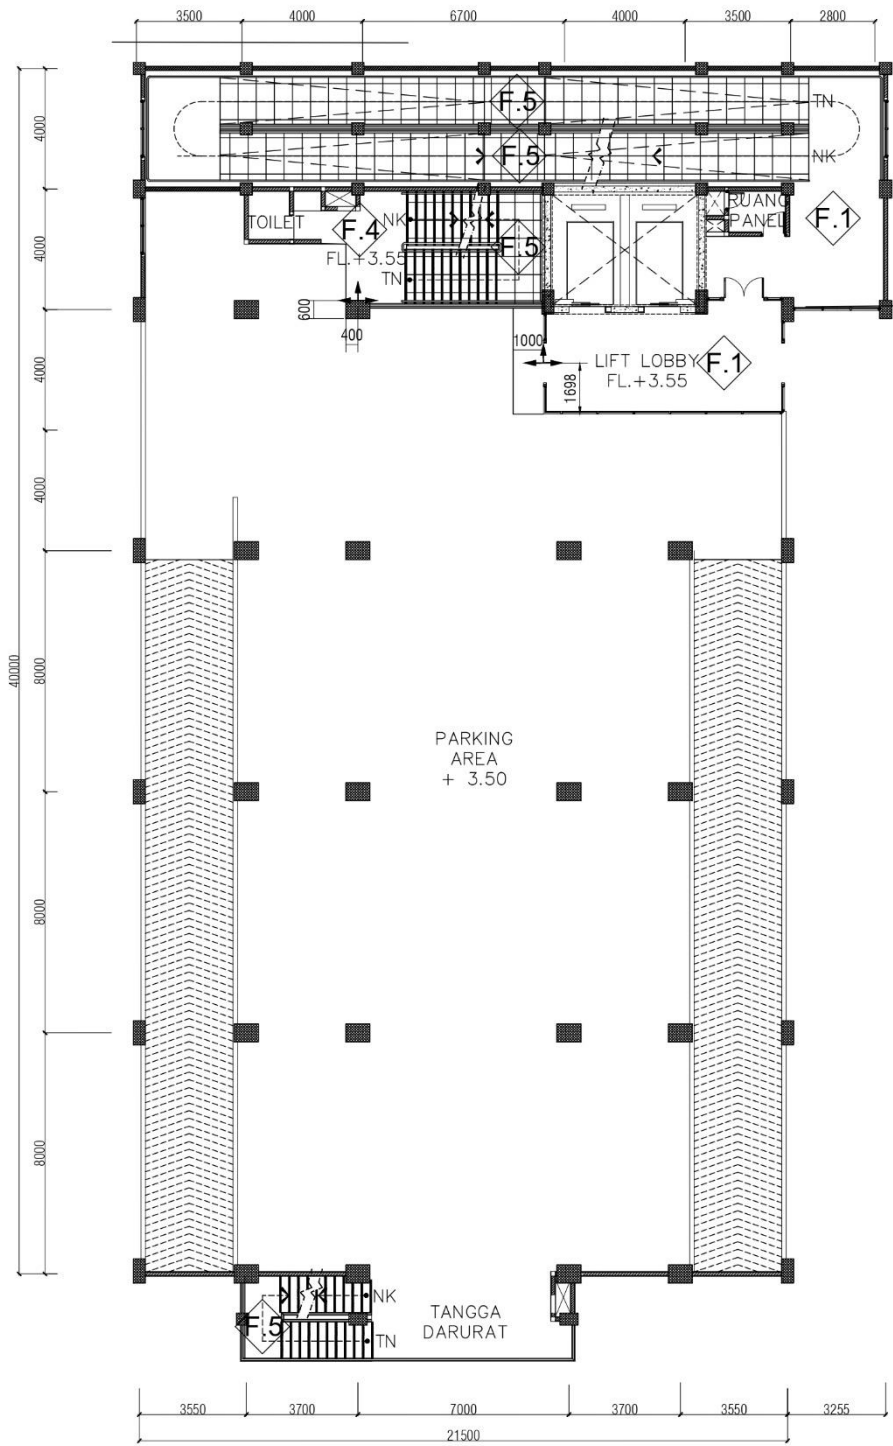 3500 4000 6700 4000 3500 2800
4000
F.5
TN
F.5
NK
4000
TOILET
NK
F.4
F.5
RUANG
PANEL
F.1
FL.+3.55
TN
600
400
1000
LIFT LOBBY
F.1
FL.+3.55
1698
4000
4000
40000
8000
PARKING
AREA
+ 3.50
8000
8000
NK
TANGGA
DARURAT
F.5
TN
3550 3700 7000 3700 3550 3255
21500